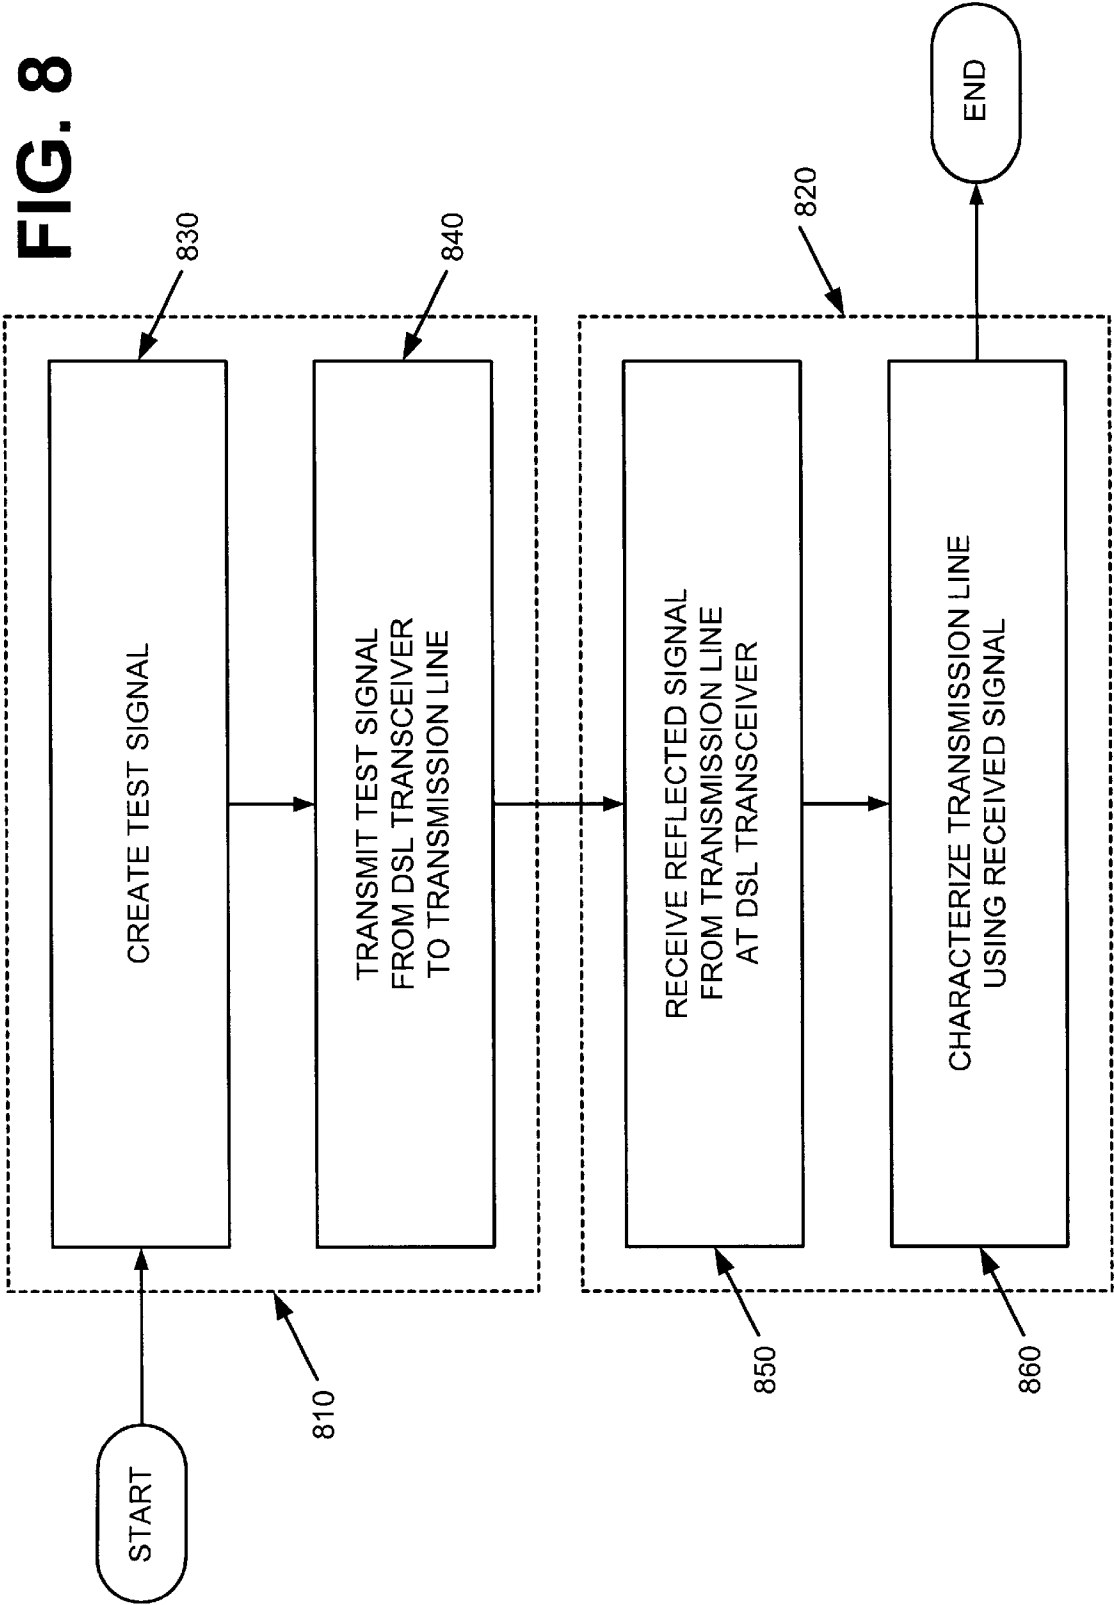 FIG. 8
START
810
830
CREATE TEST SIGNAL
840
TRANSMIT TEST SIGNAL
FROM DSL TRANSCEIVER
TO TRANSMISSION LINE
820
850
RECEIVE REFLECTED SIGNAL
FROM TRANSMISSION LINE
AT DSL TRANSCEIVER
860
CHARACTERIZE TRANSMISSION LINE
USING RECEIVED SIGNAL
END